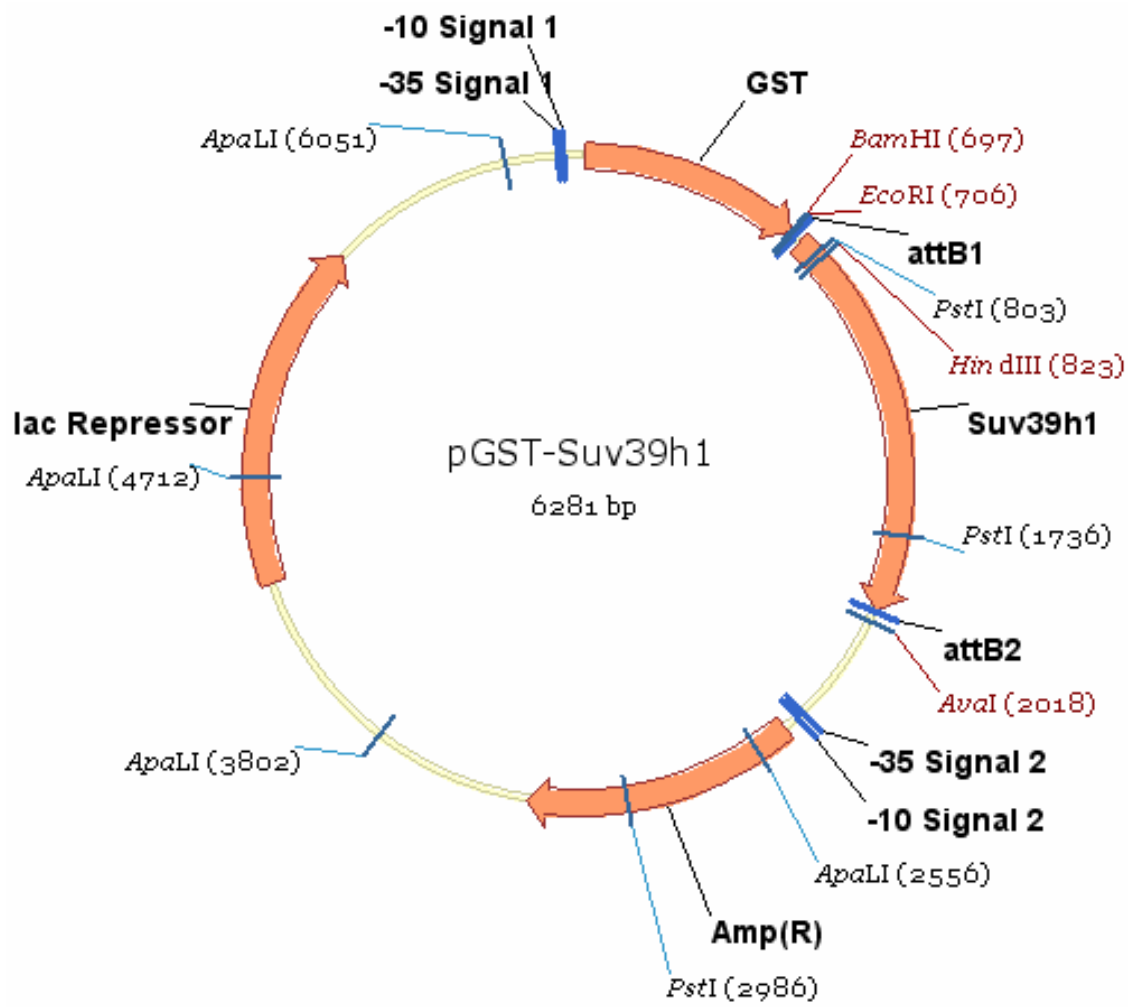 -10 Signal 1
-35 Signal 1
GST
ApaLI (6051)
BamHI (697)
EcoRI (706)
attB1
PstI (803)
Hin dIII (823)
lac Repressor
Suv39h1
pGST-Suv39h1
ApaLI (4712)
6281 bp
PstI (1736)
attB2
AvaI (2018)
ApaLI (3802)
-35 Signal 2
-10 Signal 2
ApaLI (2556)
Amp(R)
PstI (2986)